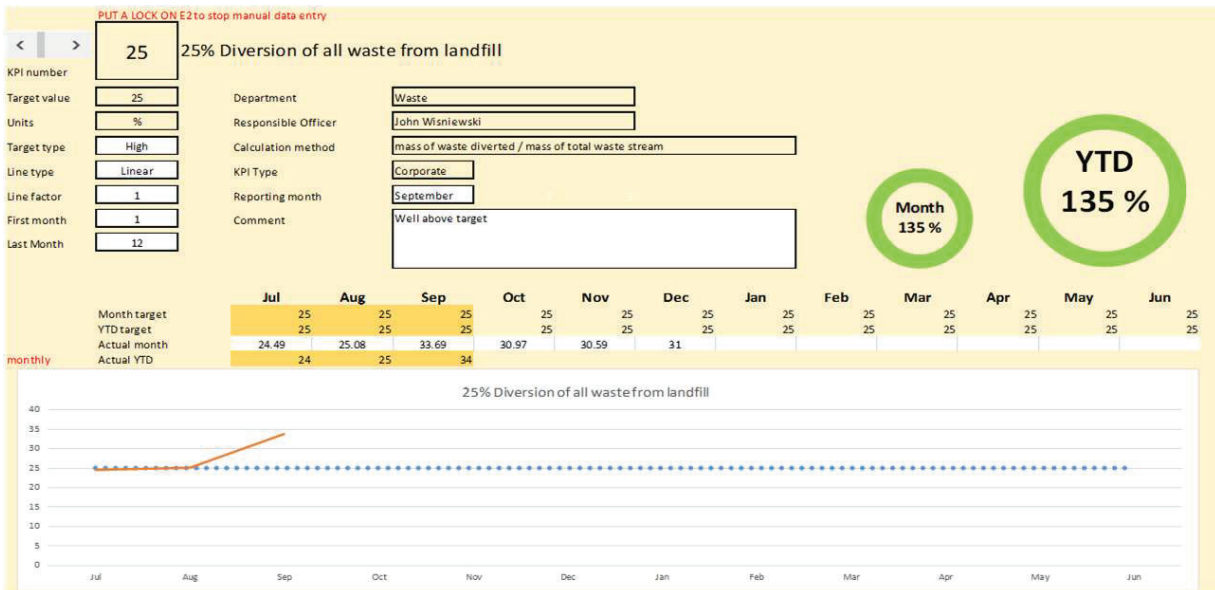 PUT A LOCK ON E2 to stop manual data entry
25 25% Diversion of all waste from landfill
KPI number
Target value 25 Department Waste
Units % Responsible Officer John Wisniewski
Target type High Calculation method mass of waste diverted / mass of total waste stream
Line type Linear KPI Type Corporate
Line factor 1 Reporting month September
First month 1 Comment Well above target
Last Month 12
Month
135 %
YTD
135 %
Jul Aug Sep Oct Nov Dec Jan Feb Mar Apr May Jun
Month target 25 25 25 25 25 25 25 25 25 25 25 25
YTD target 25 25 25 25 25 25 25 25 25 25 25 25
Actual month 24.49 25.08 33.69 30.97 30.59 31
monthly Actual YTD 24 25 34
25% Diversion of all waste from landfill
40
35
30
25
20
15
10
5
0
Jul Aug Sep Oct Nov Dec Jan Feb Mar Apr May Jun